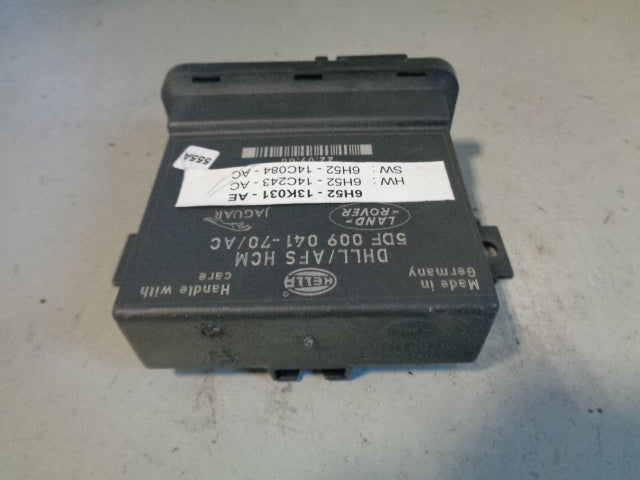 Made in
Germany
HELLA
Handle with
care
DHLL/AFS HCM
5DF 009 041-70/AC
LAND-
-ROVER
JAGUAR
6H52 - 13K031 - AE
HW : 6H52 - 14C243 - AC
SW : 6H52 - 14C084 - AC
555A